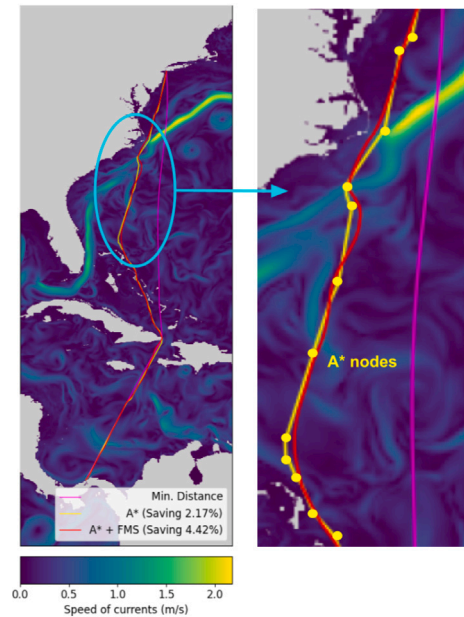 A* nodes
Min. Distance
A* (Saving 2.17%)
A* + FMS (Saving 4.42%)
0.0 0.5 1.0 1.5 2.0
Speed of currents (m/s)